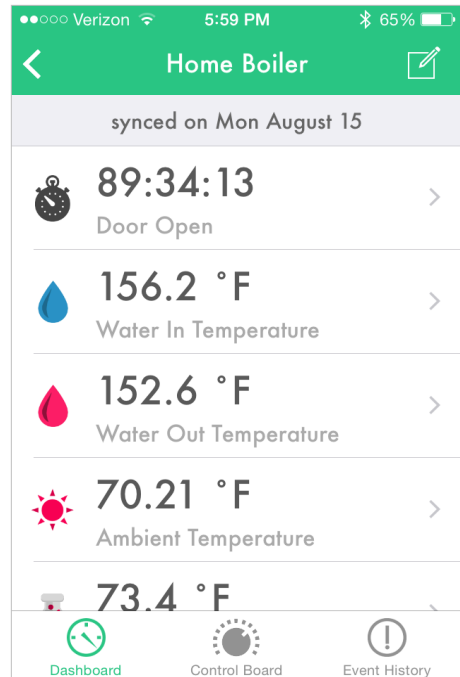 Verizon 5:59 PM 65%
Home Boiler
synced on Mon August 15
89:34:13
Door Open
156.2 °F
Water In Temperature
152.6 °F
Water Out Temperature
70.21 °F
Ambient Temperature
73.4 °F
Dashboard Control Board Event History